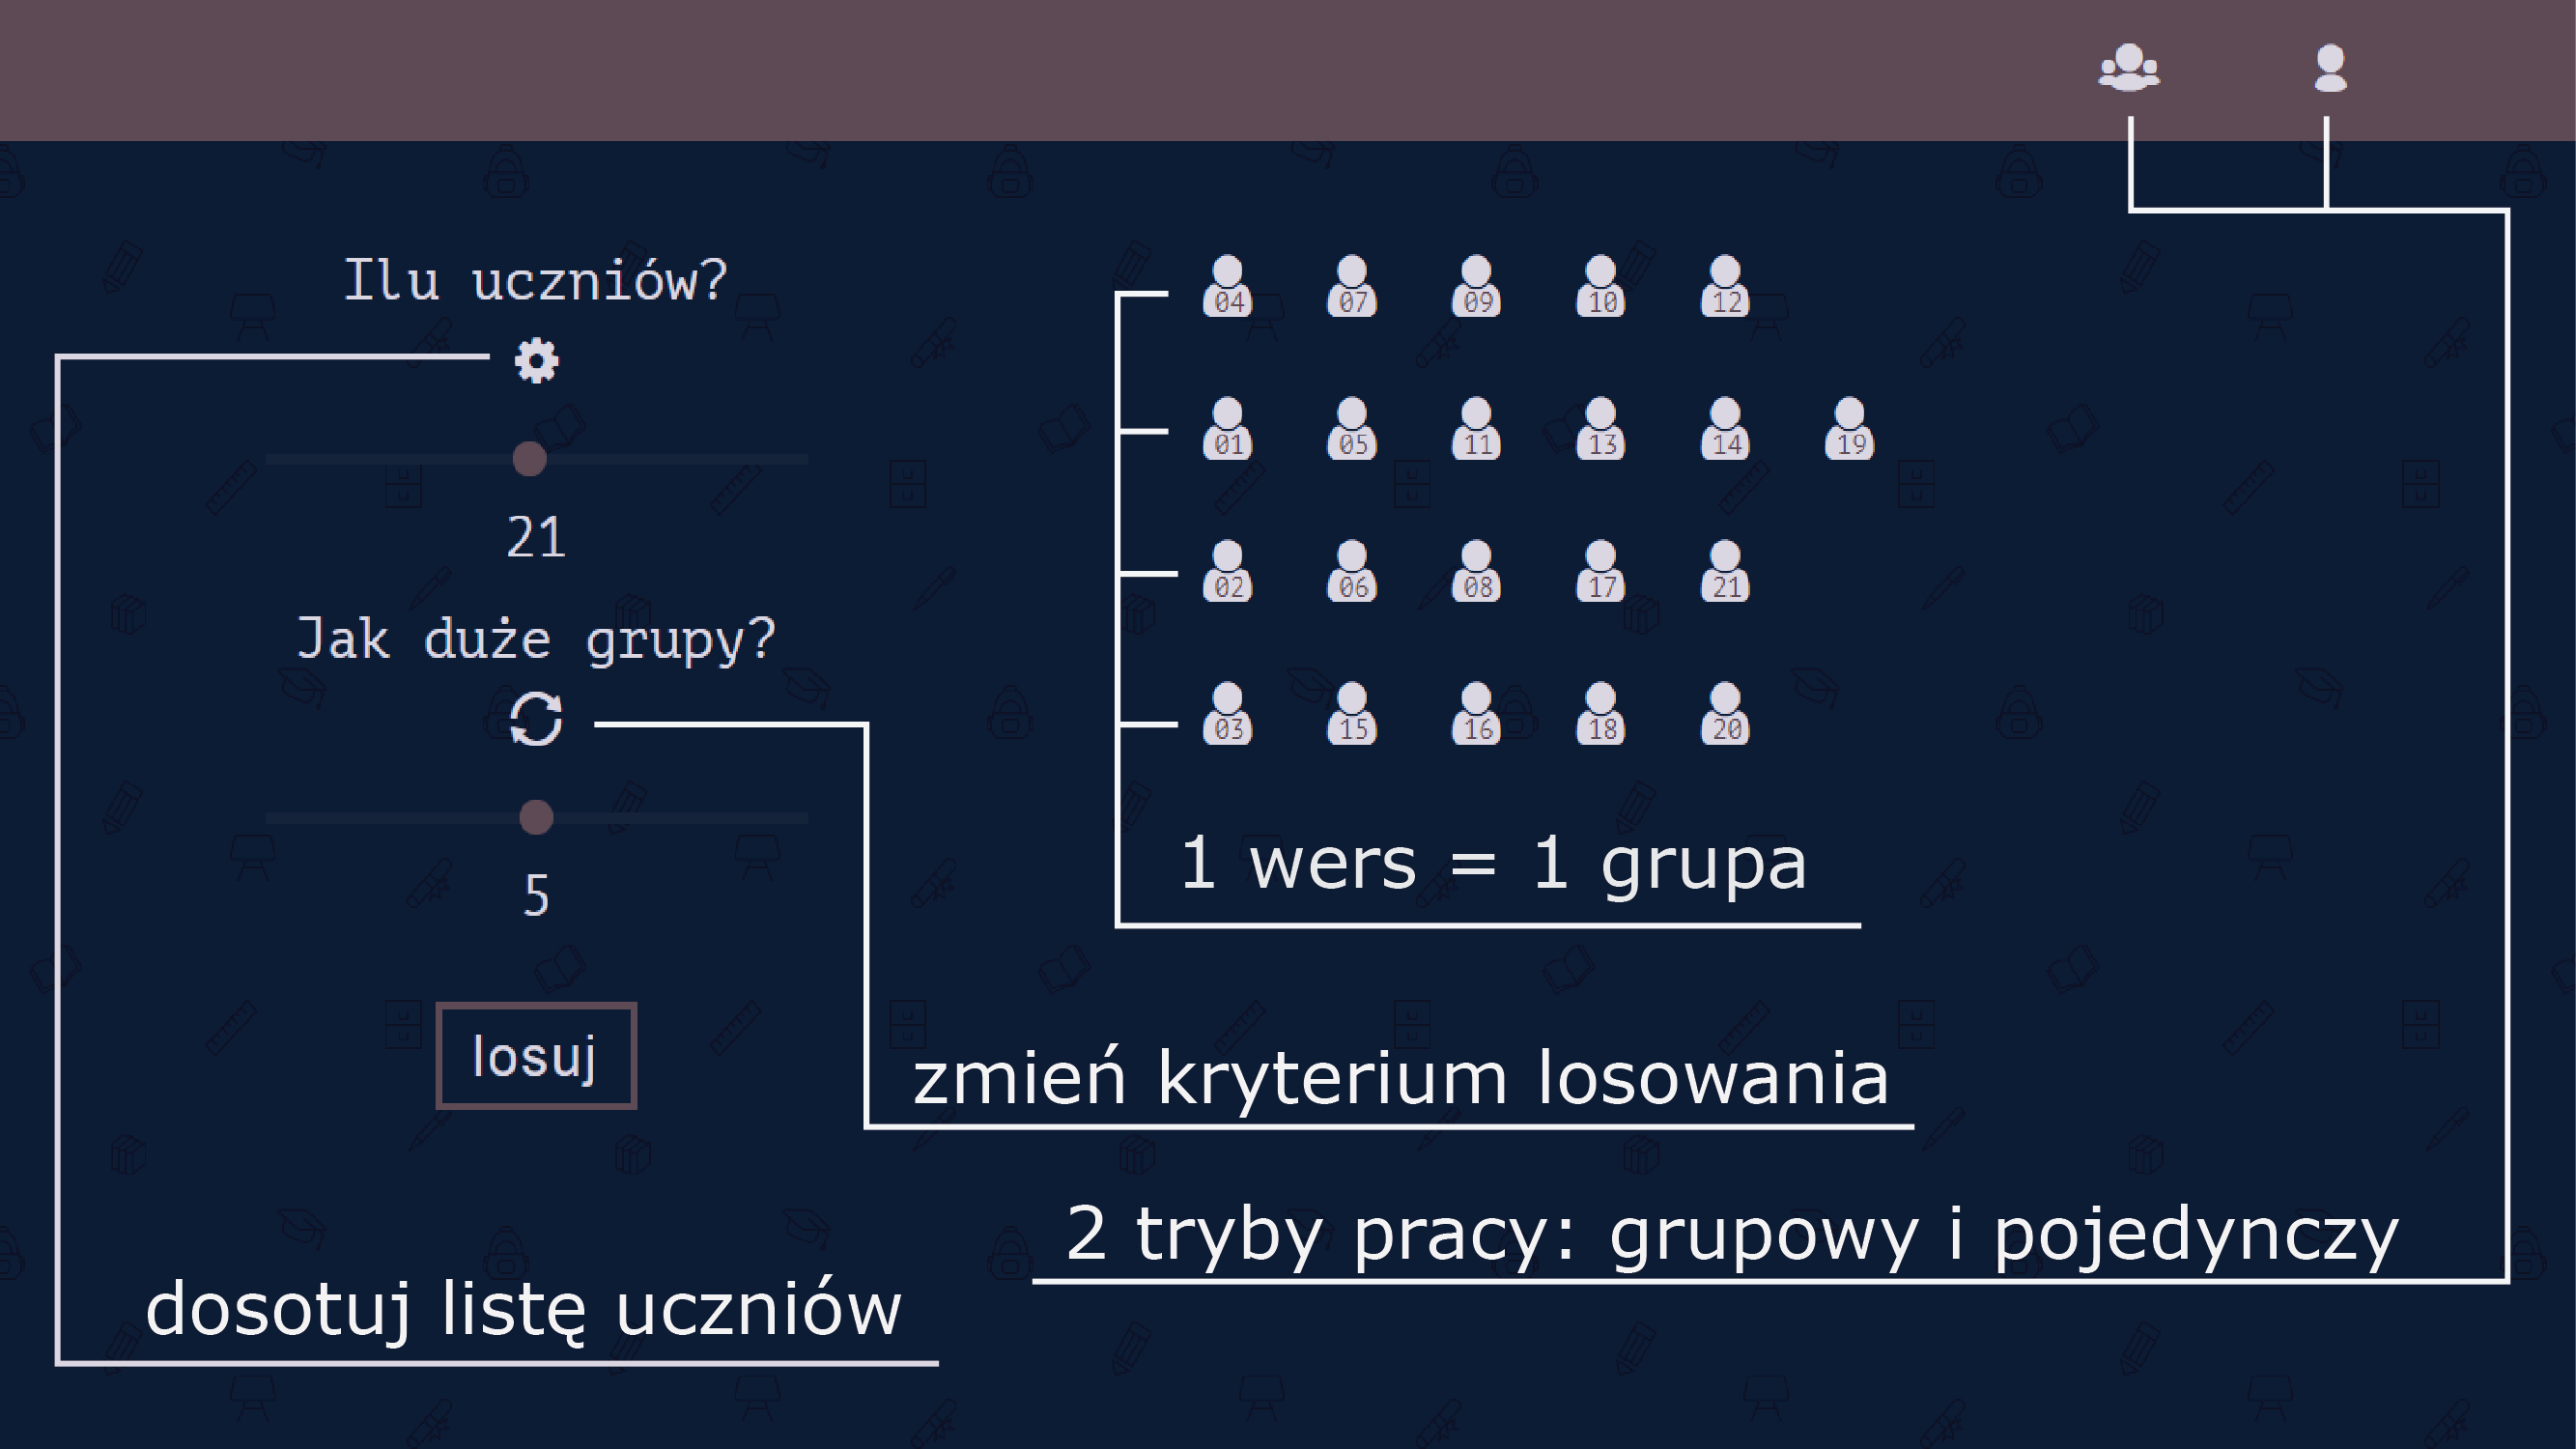 Ilu uczniów?
21
Jak duże grupy?
5
losuj
04 07 09 10 12
01 05 11 13 14 19
02 06 08 17 21
03 15 16 18 20
1 wers = 1 grupa
zmień kryterium losowania
2 tryby pracy: grupowy i pojedynczy
dosotuj listę uczniów